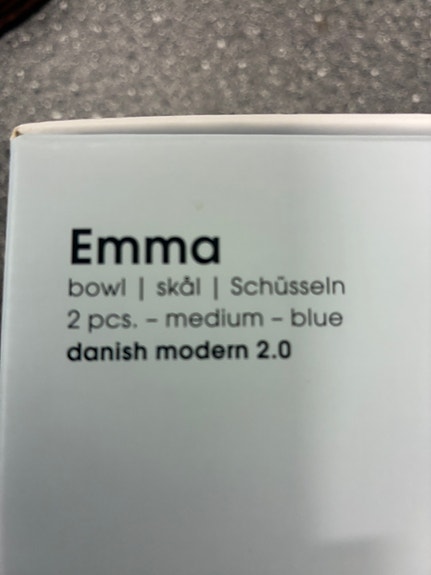 Emma
bowl | skål | Schüsseln
2 pcs. – medium – blue
danish modern 2.0